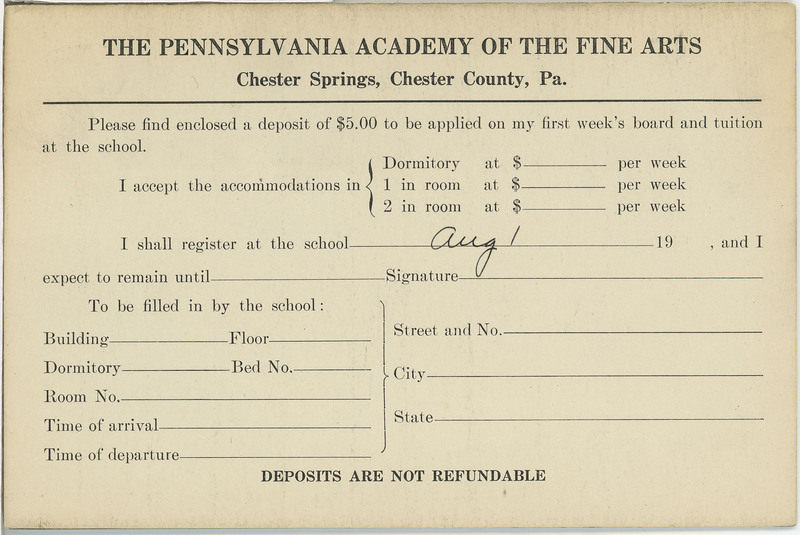 THE PENNSYLVANIA ACADEMY OF THE FINE ARTS
Chester Springs, Chester County, Pa.
Please find enclosed a deposit of $5.00 to be applied on my first week's board and tuition
at the school.
I accept the accommodations in
Dormitory at $ per week
1 in room at $ per week
2 in room at $ per week
I shall register at the school Aug 1 19 , and I
expect to remain until Signature
To be filled in by the school:
Building Floor
Dormitory Bed No.
Room No.
Time of arrival
Time of departure
Street and No.
City
State
DEPOSITS ARE NOT REFUNDABLE